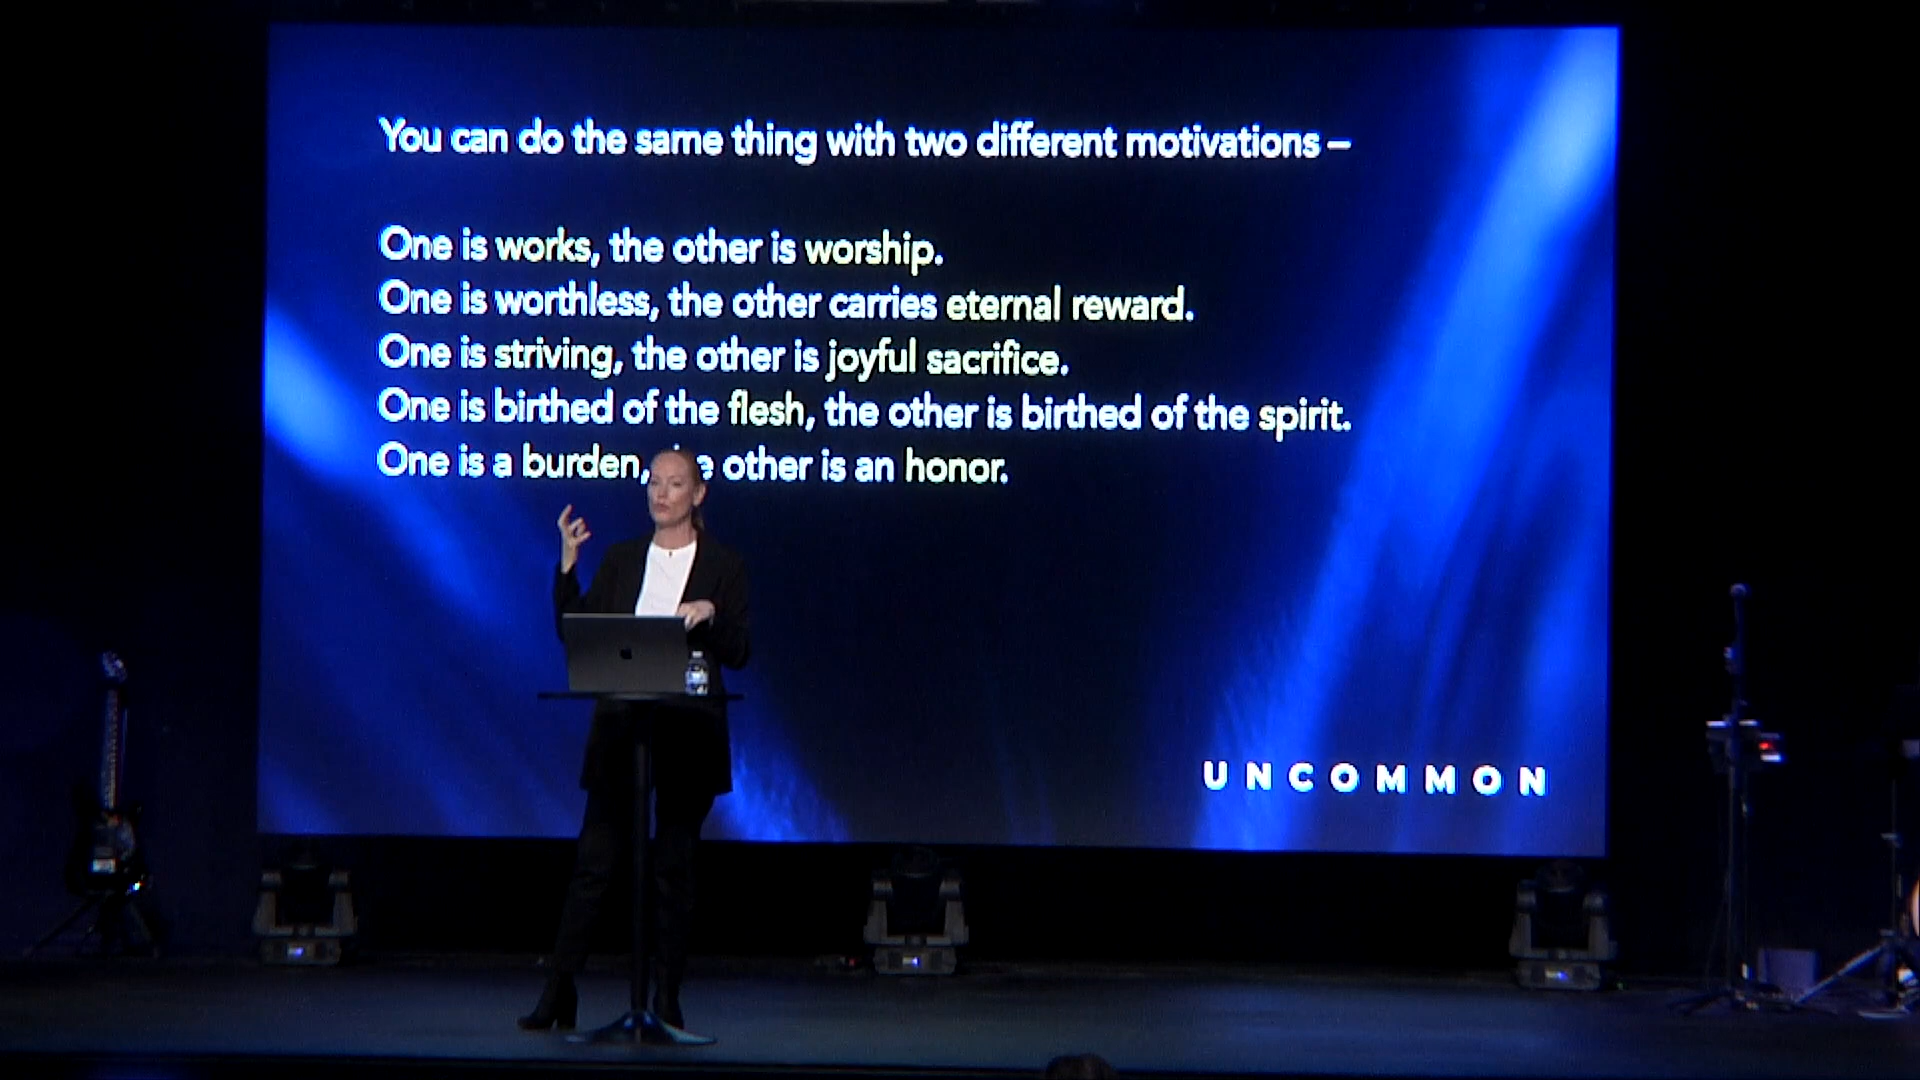 You can do the same thing with two different motivations –
One is works, the other is worship.
One is worthless, the other carries eternal reward.
One is striving, the other is joyful sacrifice.
One is birthed of the flesh, the other is birthed of the spirit.
One is a burden, other is an honor.
UNCOMMON